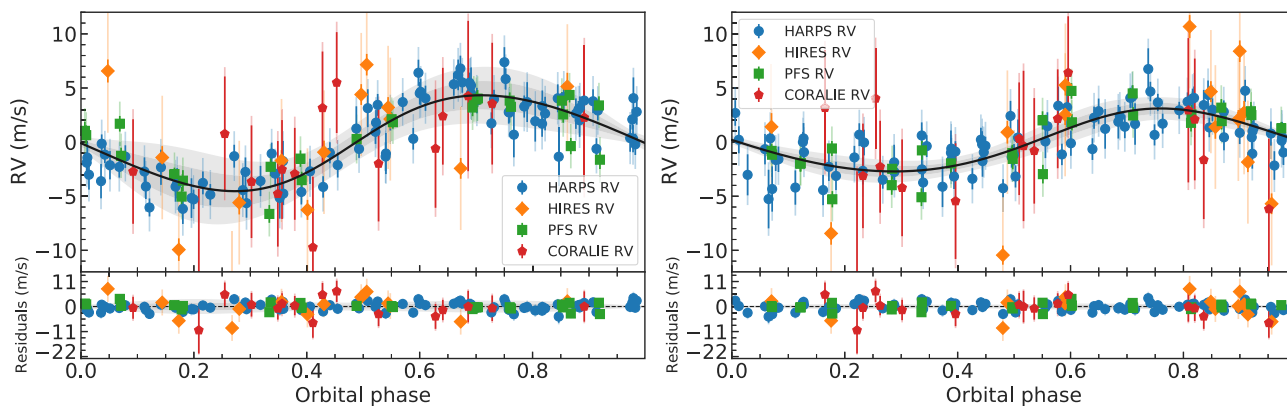 RV (m/s)
10
5
0
−5
−10
HARPS RV
HIRES RV
PFS RV
CORALIE RV
Residuals (m/s)
11
0
−11
−22
0.0 0.2 0.4 0.6 0.8
Orbital phase
RV (m/s)
10
5
0
−5
−10
HARPS RV
HIRES RV
PFS RV
CORALIE RV
Residuals (m/s)
11
0
−11
−22
0.0 0.2 0.4 0.6 0.8
Orbital phase